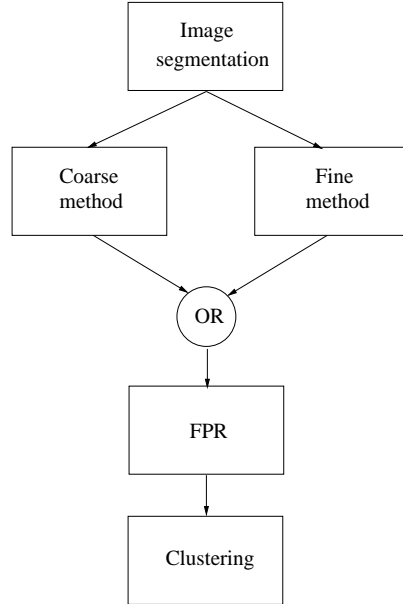 Image
segmentation
Coarse
method
Fine
method
OR
FPR
Clustering